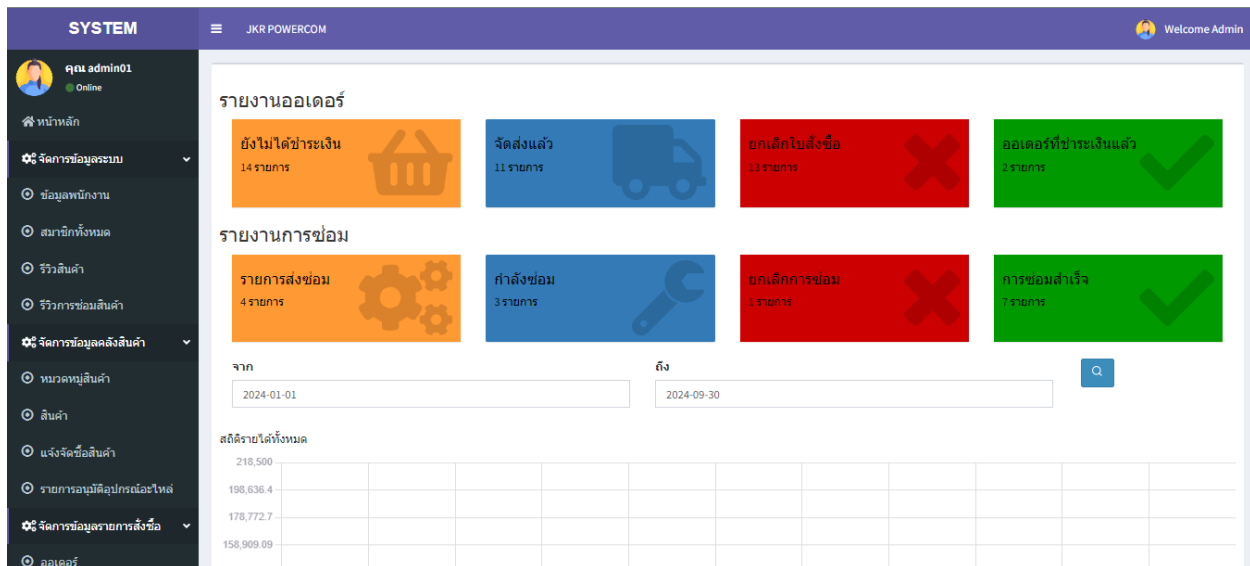 SYSTEM
JKR POWERCOM
Welcome Admin
คุณ admin01
Online
หน้าหลัก
จัดการข้อมูลระบบ
ข้อมูลพนักงาน
สมาชิกทั้งหมด
รีวิวสินค้า
รีวิวการซ่อมสินค้า
จัดการข้อมูลคลังสินค้า
หมวดหมู่สินค้า
สินค้า
แจ้งจัดซื้อสินค้า
รายการอนุมัติอุปกรณ์อะไหล่
จัดการข้อมูลรายการสั่งซื้อ
ออเดอร์
รายงานออเดอร์
ยังไม่ได้ชำระเงิน
14 รายการ
จัดส่งแล้ว
11 รายการ
ยกเลิกใบสั่งซื้อ
13 รายการ
ออเดอร์ที่ชำระเงินแล้ว
2 รายการ
รายงานการซ่อม
รายการส่งซ่อม
4 รายการ
กำลังซ่อม
3 รายการ
ยกเลิกการซ่อม
1 รายการ
การซ่อมสำเร็จ
7 รายการ
จาก
ถึง
2024-01-01
2024-09-30
สถิติรายได้ทั้งหมด
218,500
198,636.4
178,772.7
158,909.09